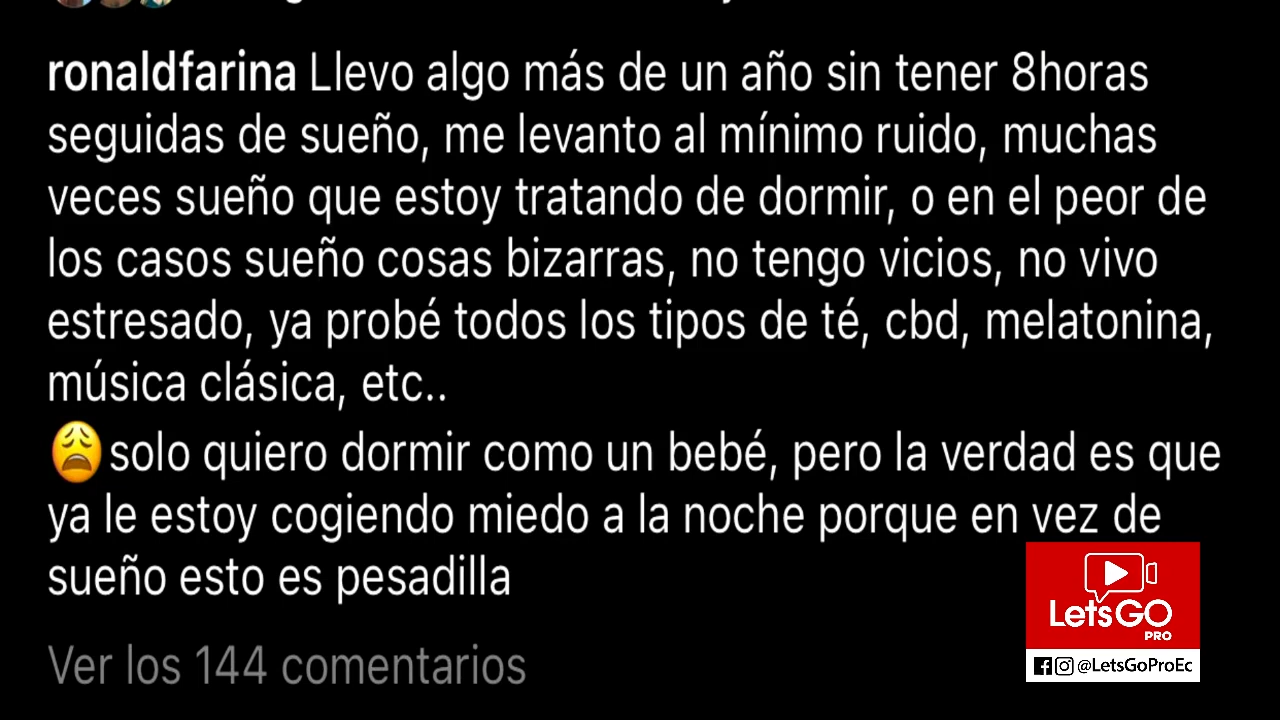 ronaldfarina Llevo algo más de un año sin tener 8horas
seguidas de sueño, me levanto al mínimo ruido, muchas
veces sueño que estoy tratando de dormir, o en el peor de
los casos sueño cosas bizarras, no tengo vicios, no vivo
estresado, ya probé todos los tipos de té, cbd, melatonina,
música clásica, etc..
😩solo quiero dormir como un bebé, pero la verdad es que
ya le estoy cogiendo miedo a la noche porque en vez de
sueño esto es pesadilla
LetsGO
PRO
@LetsGoProEc
Ver los 144 comentarios